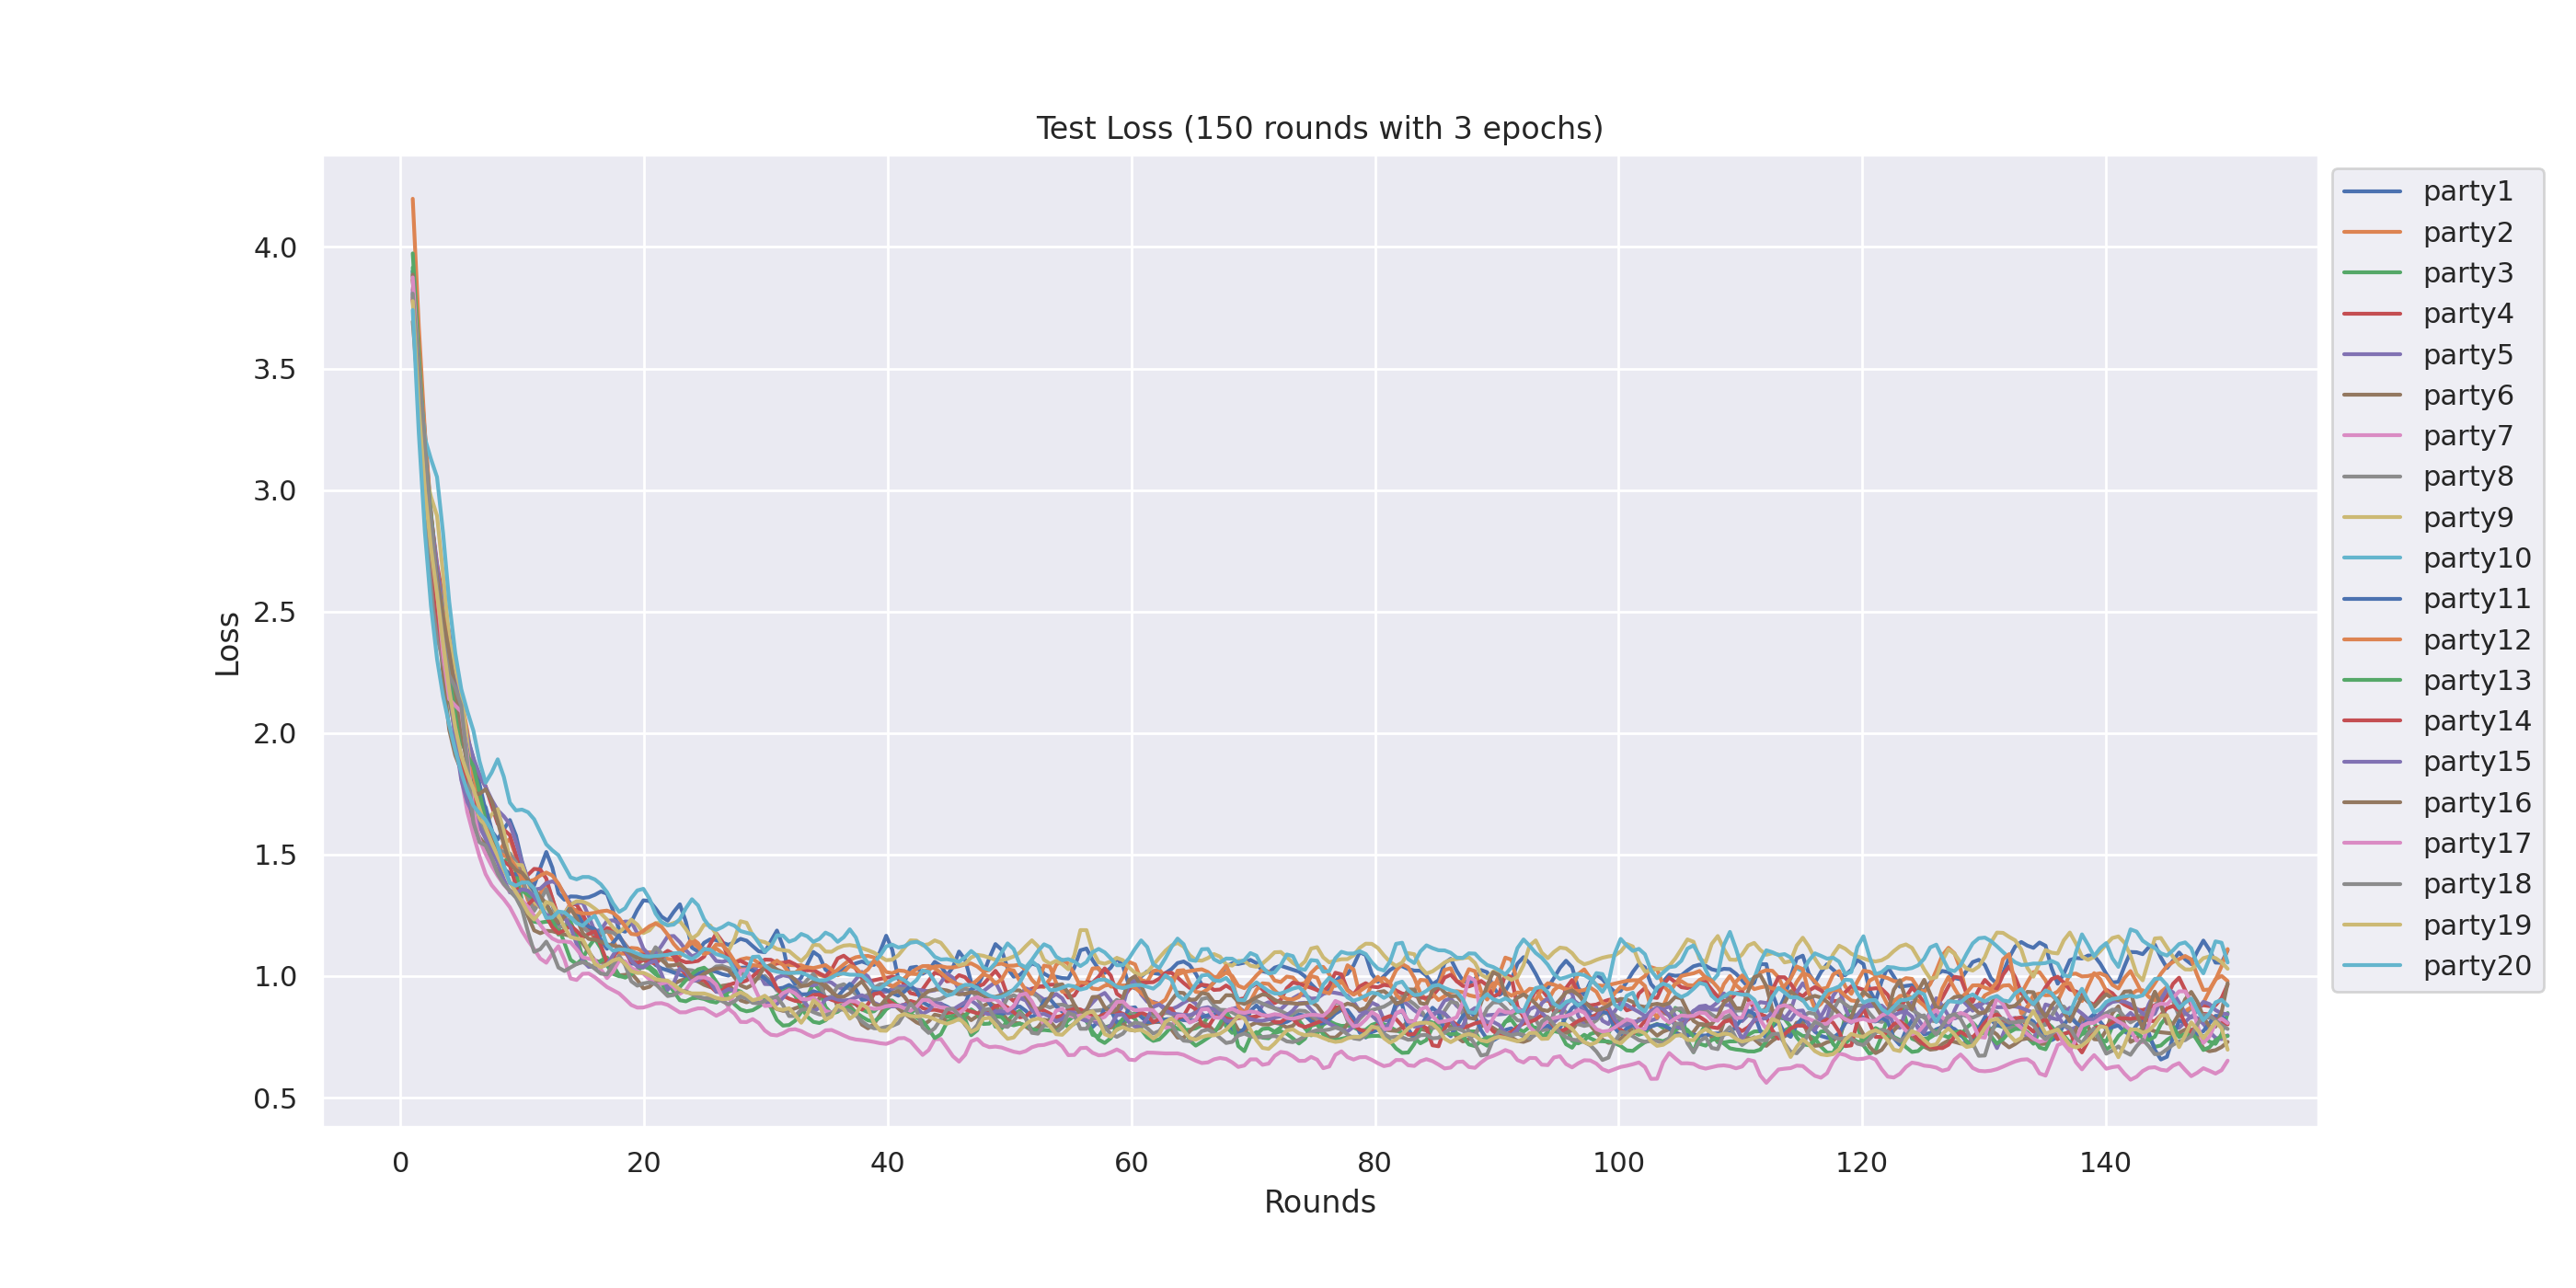 Test Loss (150 rounds with 3 epochs)
4.0
3.5
3.0
2.5
2.0
1.5
1.0
0.5
Loss
0 20 40 60 80 100 120 140
Rounds
party1
party2
party3
party4
party5
party6
party7
party8
party9
party10
party11
party12
party13
party14
party15
party16
party17
party18
party19
party20